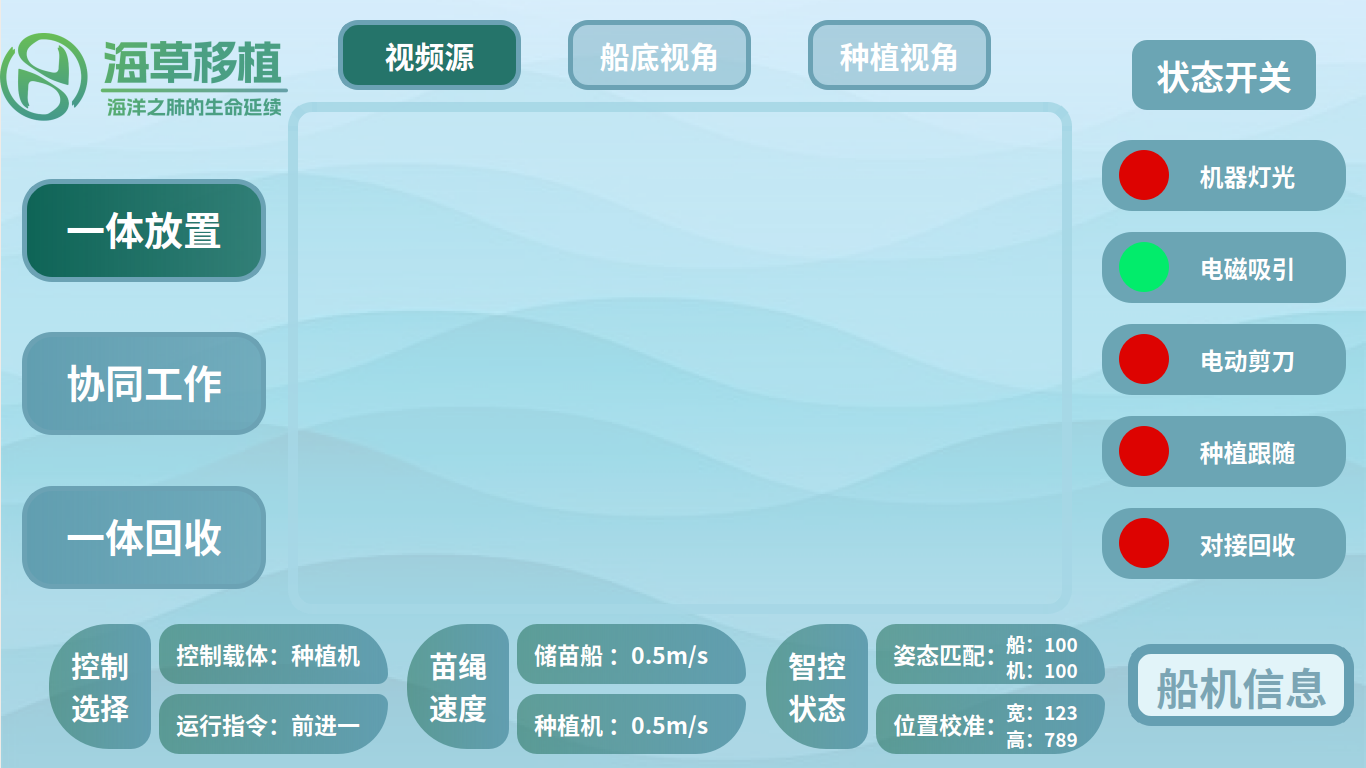 海草移植
海洋之肺的生命延续
视频源
船底视角
种植视角
状态开关
一体放置
协同工作
一体回收
机器灯光
电磁吸引
电动剪刀
种植跟随
对接回收
控制
选择
控制载体：种植机
运行指令：前进一
苗绳
速度
储苗船：0.5m/s
种植机：0.5m/s
智控
状态
姿态匹配：
船：100
机：100
位置校准：
宽：123
高：789
船机信息